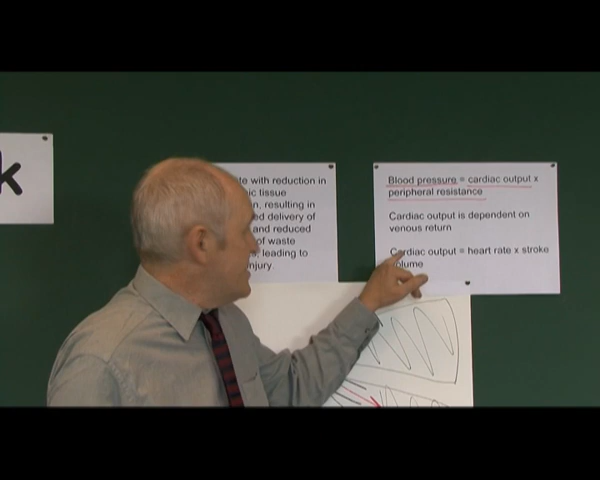 k
te with reduction in
ic tissue
n, resulting in
ed delivery of
and reduced
of waste
, leading to
njury.
Blood pressure = cardiac output x
peripheral resistance
Cardiac output is dependent on
venous return
Cardiac output = heart rate x stroke
volume